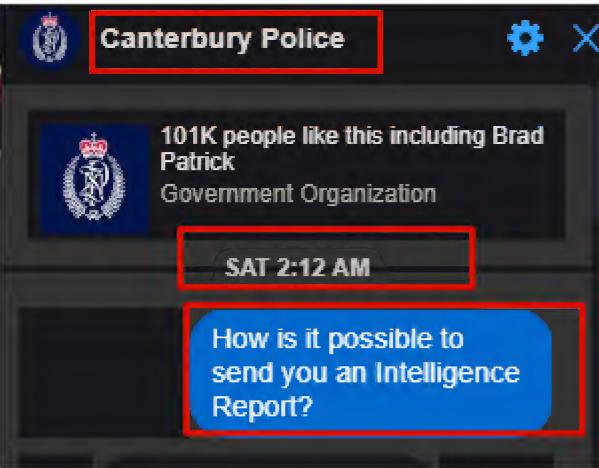 Canterbury Police
101K people like this including Brad
Patrick
Government Organization
SAT 2:12 AM
How is it possible to
send you an Intelligence
Report?